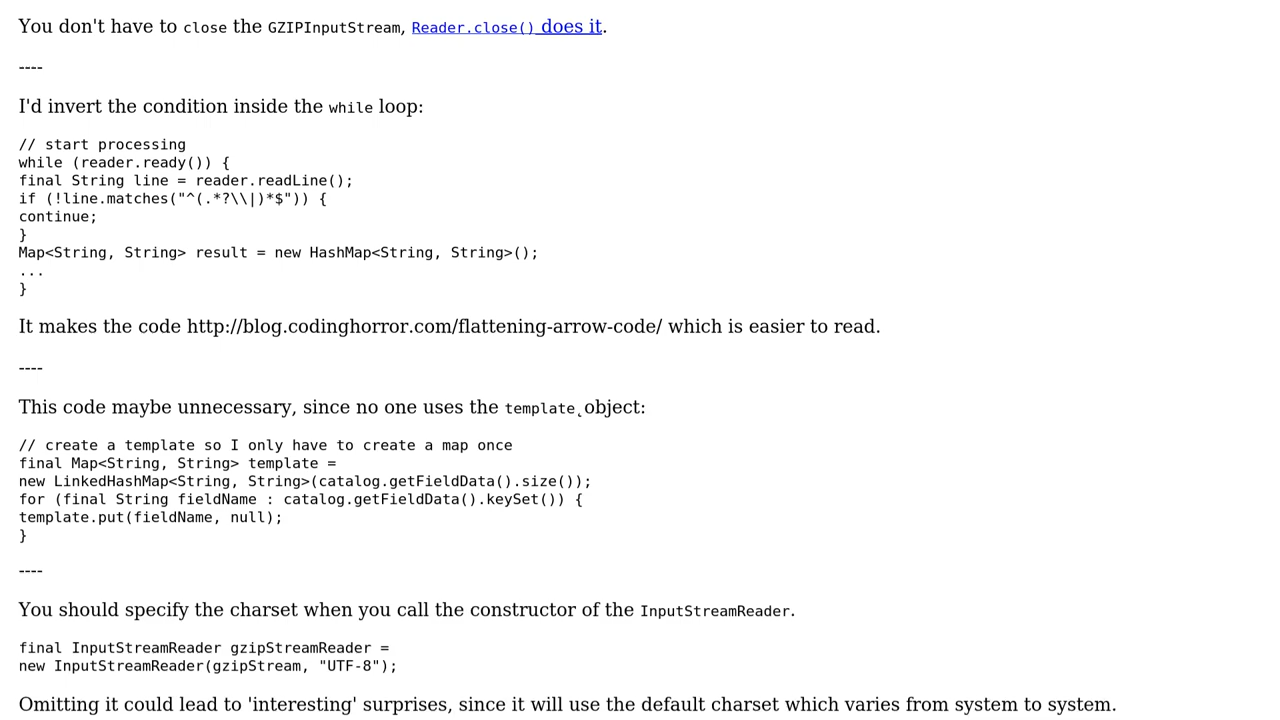 You don't have to close the GZIPInputStream, Reader.close() does it.
----
I'd invert the condition inside the while loop:
// start processing
while (reader.ready()) {
final String line = reader.readLine();
if (!line.matches("^(.*?\\|)*$")) {
continue;
}
Map<String, String> result = new HashMap<String, String>();
...
}
It makes the code http://blog.codinghorror.com/flattening-arrow-code/ which is easier to read.
----
This code maybe unnecessary, since no one uses the template˛object:
// create a template so I only have to create a map once
final Map<String, String> template =
new LinkedHashMap<String, String>(catalog.getFieldData().size());
for (final String fieldName : catalog.getFieldData().keySet()) {
template.put(fieldName, null);
}
----
You should specify the charset when you call the constructor of the InputStreamReader.
final InputStreamReader gzipStreamReader =
new InputStreamReader(gzipStream, "UTF-8");
Omitting it could lead to 'interesting' surprises, since it will use the default charset which varies from system to system.